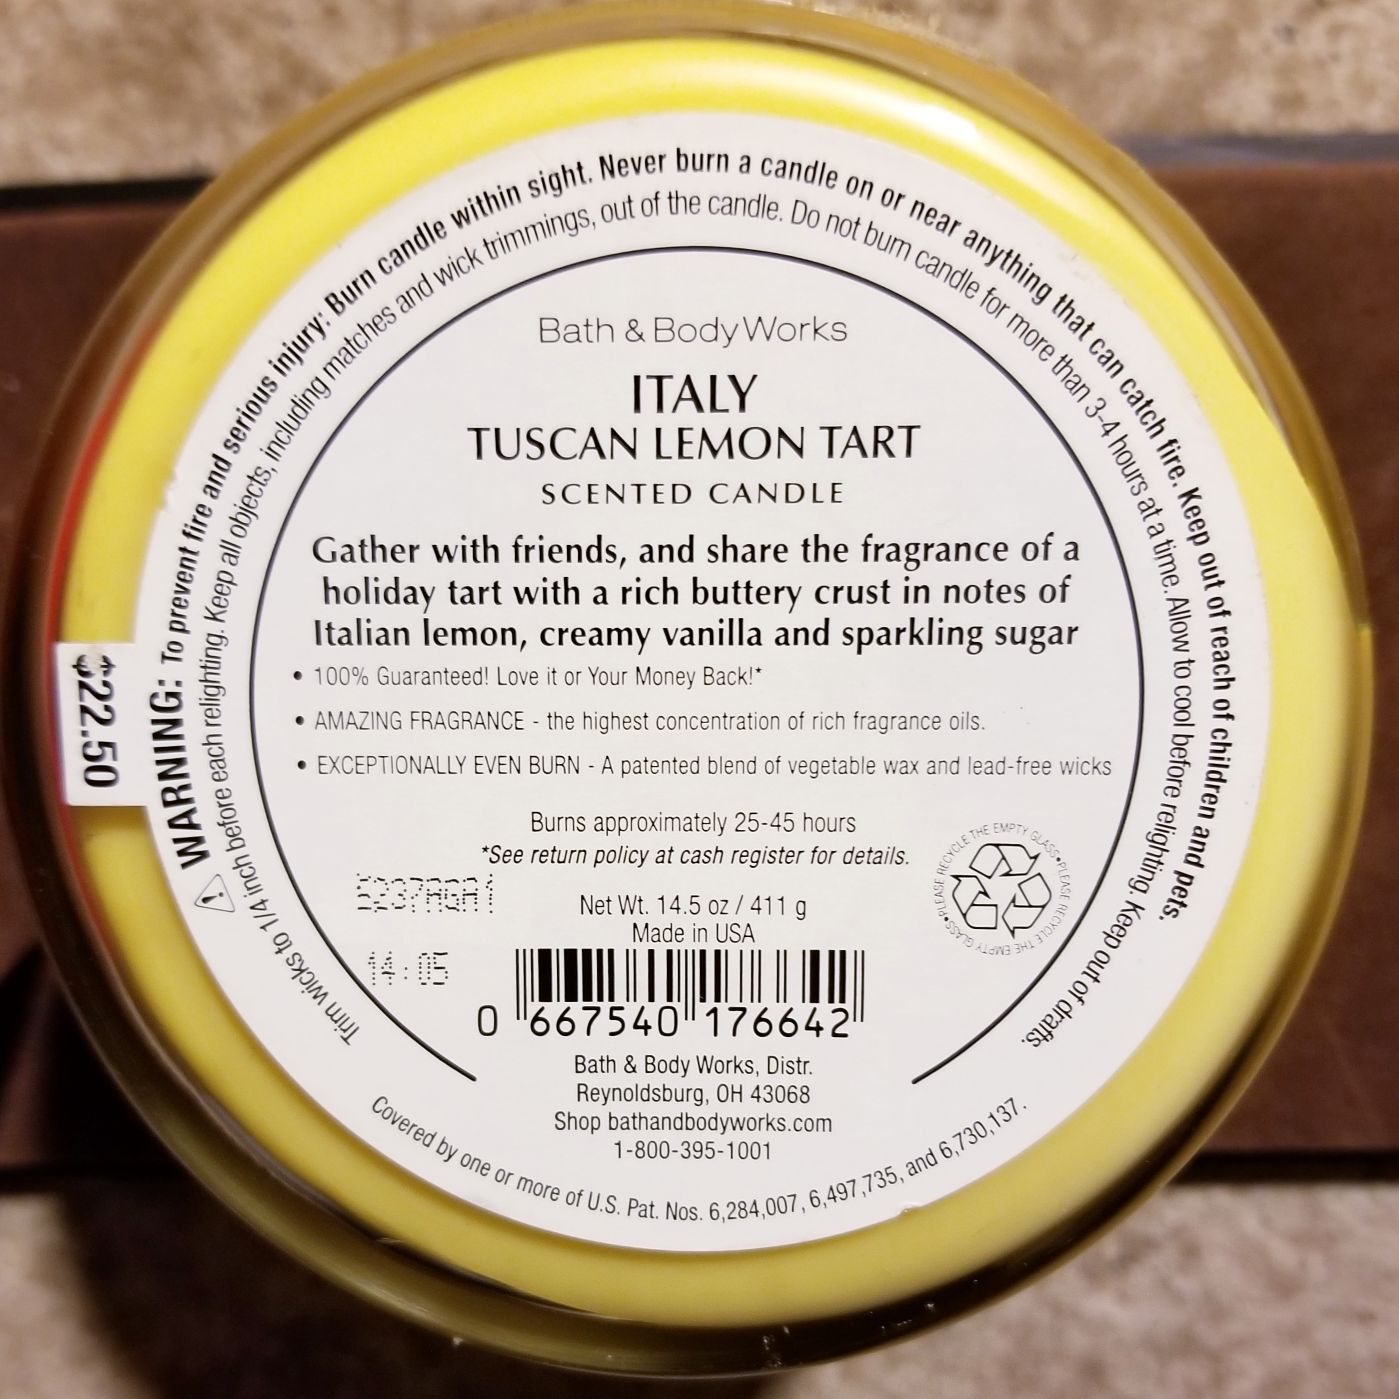 WARNING: To prevent fire and serious injury: Burn candle within sight. Never burn a candle on or near anything that can catch fire. Keep out of reach of children and pets.
Trim wicks to 1/4 inch before each relighting. Keep all objects, including matches and wick trimmings, out of the candle. Do not burn candle for more than 3-4 hours at a time. Allow to cool before relighting. Keep out of drafts.
Bath & Body Works
ITALY
TUSCAN LEMON TART
SCENTED CANDLE
Gather with friends, and share the fragrance of a
holiday tart with a rich buttery crust in notes of
Italian lemon, creamy vanilla and sparkling sugar
• 100% Guaranteed! Love it or Your Money Back!*
• AMAZING FRAGRANCE - the highest concentration of rich fragrance oils.
• EXCEPTIONALLY EVEN BURN - A patented blend of vegetable wax and lead-free wicks
$22.50
Burns approximately 25-45 hours
*See return policy at cash register for details.
5237AGA1
14:05
Net Wt. 14.5 oz / 411 g
Made in USA
•PLEASE RECYCLE THE EMPTY GLASS•PLEASE RECYCLE THE EMPTY GLASS
0 667540 176642
Bath & Body Works, Distr.
Reynoldsburg, OH 43068
Shop bathandbodyworks.com
1-800-395-1001
Covered by one or more of U.S. Pat. Nos. 6,284,007, 6,497,735, and 6,730,137.